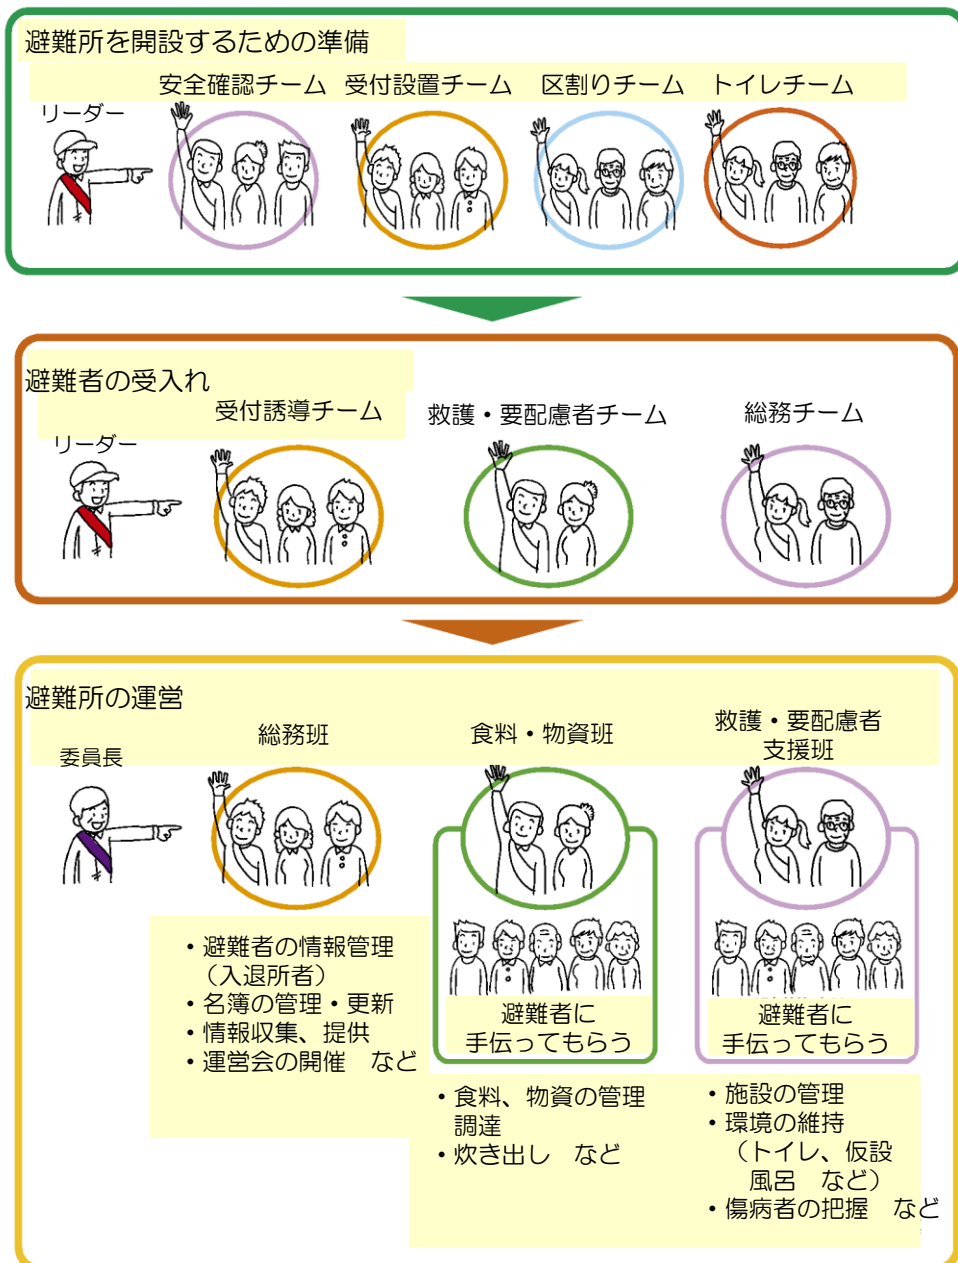 避難所を開設するための準備
安全確認チーム 受付設置チーム 区割りチーム トイレチーム
リーダー
避難者の受入れ
受付誘導チーム 救護・要配慮者チーム 総務チーム
リーダー
避難所の運営
総務班 食料・物資班 救護・要配慮者
支援班
委員長
・避難者の情報管理
（入退所者）
・名簿の管理・更新
・情報収集、提供
・運営会の開催　など
避難者に
手伝ってもらう
・食料、物資の管理
調達
・炊き出し　など
避難者に
手伝ってもらう
・施設の管理
・環境の維持
（トイレ、仮設
風呂　など）
・傷病者の把握　など